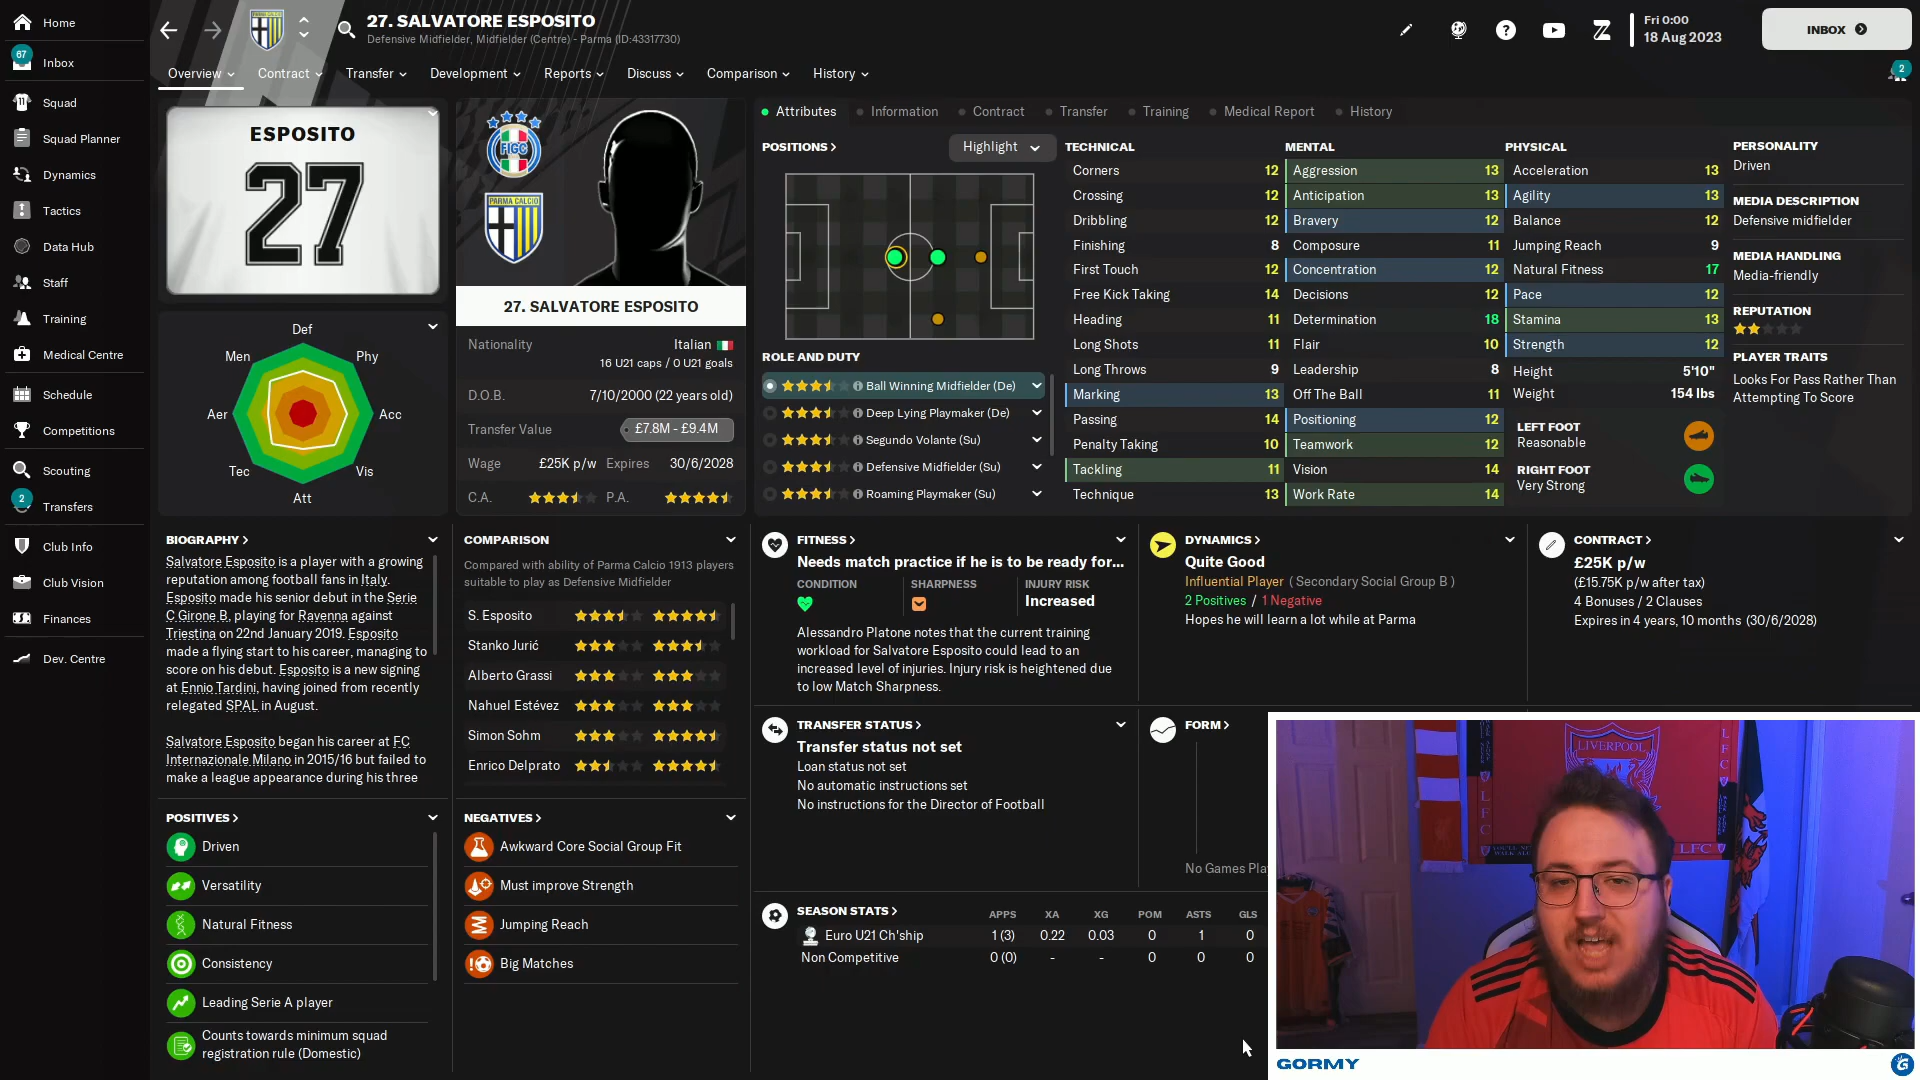 Home
67
Inbox
Squad
Squad Planner
Dynamics
Tactics
Data Hub
Staff
Training
Medical Centre
Schedule
Competitions
Scouting
2
Transfers
Club Info
Club Vision
Finances
Dev. Centre
27. SALVATORE ESPOSITO
Defensive Midfielder, Midfielder (Centre) - Parma (ID:43317730)
Fri 0:00
18 Aug 2023
INBOX
2
Overview Contract Transfer Development Reports Discuss Comparison History
ESPOSITO
27
Def
Phy
Acc
Vis
Att
Tec
Aer
Men
FIGC
PARMA CALCIO
27. SALVATORE ESPOSITO
Nationality Italian
16 U21 caps / 0 U21 goals
D.O.B. 7/10/2000 (22 years old)
Transfer Value £7.8M - £9.4M
Wage £25K p/w Expires 30/6/2028
C.A. P.A.
Attributes Information Contract Transfer Training Medical Report History
POSITIONS >
Highlight
ROLE AND DUTY
Ball Winning Midfielder (De)
Deep Lying Playmaker (De)
Segundo Volante (Su)
Defensive Midfielder (Su)
Roaming Playmaker (Su)
TECHNICAL
Corners 12
Crossing 12
Dribbling 12
Finishing 8
First Touch 12
Free Kick Taking 14
Heading 11
Long Shots 11
Long Throws 9
Marking 13
Passing 14
Penalty Taking 10
Tackling 11
Technique 13
MENTAL
Aggression 13
Anticipation 13
Bravery 12
Composure 11
Concentration 12
Decisions 12
Determination 18
Flair 10
Leadership 8
Off The Ball 11
Positioning 12
Teamwork 12
Vision 14
Work Rate 14
PHYSICAL
Acceleration 13
Agility 13
Balance 12
Jumping Reach 9
Natural Fitness 17
Pace 12
Stamina 13
Strength 12
Height 5'10"
Weight 154 lbs
LEFT FOOT
Reasonable
RIGHT FOOT
Very Strong
PERSONALITY
Driven
MEDIA DESCRIPTION
Defensive midfielder
MEDIA HANDLING
Media-friendly
REPUTATION
PLAYER TRAITS
Looks For Pass Rather Than
Attempting To Score
BIOGRAPHY >
Salvatore Esposito is a player with a growing
reputation among football fans in Italy.
Esposito made his senior debut in the Serie
C Girone B, playing for Ravenna against
Triestina on 22nd January 2019. Esposito
made a flying start to his career, managing to
score on his debut. Esposito is a new signing
at Ennio Tardini, having joined from recently
relegated SPAL in August.
Salvatore Esposito began his career at FC
Internazionale Milano in 2015/16 but failed to
make a league appearance during his three
COMPARISON
Compared with ability of Parma Calcio 1913 players
suitable to play as Defensive Midfielder
S. Esposito
Stanko Jurić
Alberto Grassi
Nahuel Estévez
Simon Sohm
Enrico Delprato
FITNESS >
Needs match practice if he is to be ready for...
CONDITION SHARPNESS INJURY RISK
Increased
Alessandro Platone notes that the current training
workload for Salvatore Esposito could lead to an
increased level of injuries. Injury risk is heightened due
to low Match Sharpness.
DYNAMICS >
Quite Good
Influential Player ( Secondary Social Group B )
2 Positives / 1 Negative
Hopes he will learn a lot while at Parma
CONTRACT >
£25K p/w
(£15.75K p/w after tax)
4 Bonuses / 2 Clauses
Expires in 4 years, 10 months (30/6/2028)
TRANSFER STATUS >
Transfer status not set
Loan status not set
No automatic instructions set
No instructions for the Director of Football
FORM >
No Games Pla
POSITIVES >
Driven
Versatility
Natural Fitness
Consistency
Leading Serie A player
Counts towards minimum squad
registration rule (Domestic)
NEGATIVES >
Awkward Core Social Group Fit
Must improve Strength
Jumping Reach
Big Matches
SEASON STATS > APPS XA XG POM ASTS GLS
Euro U21 Ch'ship 1 (3) 0.22 0.03 0 1 0
Non Competitive 0 (0) - - 0 0 0
LIVERPOOL
LFC
GORMY